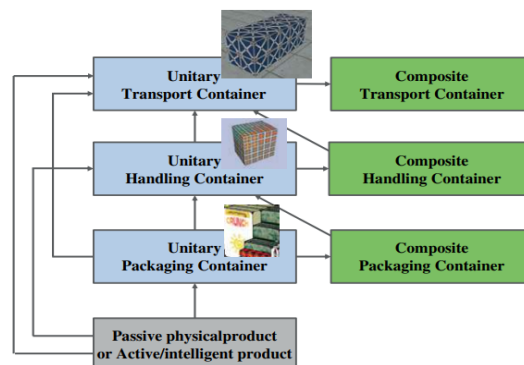 Unitary
Transport Container
Composite
Transport Container
Unitary
Handling Container
Composite
Handling Container
Unitary
Packaging Container
Composite
Packaging Container
Passive physicalproduct
or Active/intelligent product